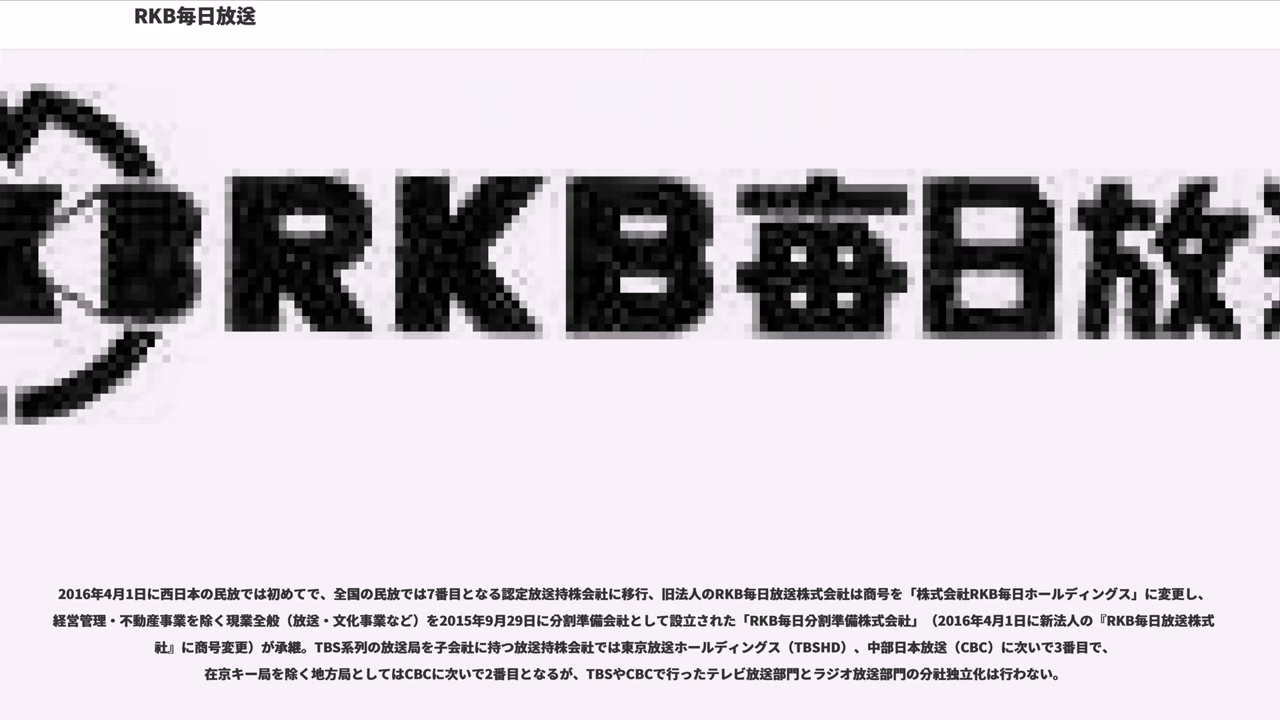 RKB毎日放送
RKB毎日放
2016年4月1日に西日本の民放では初めてで、全国の民放では7番目となる認定放送持株会社に移行、旧法人のRKB毎日放送株式会社は商号を「株式会社RKB毎日ホールディングス」に変更し、
経営管理・不動産事業を除く現業全般（放送・文化事業など）を2015年9月29日に分割準備会社として設立された「RKB毎日分割準備株式会社」（2016年4月1日に新法人の『RKB毎日放送株式
社』に商号変更）が承継。TBS系列の放送局を子会社に持つ放送持株会社では東京放送ホールディングス（TBSHD）、中部日本放送（CBC）に次いで3番目で、
在京キー局を除く地方局としてはCBCに次いで2番目となるが、TBSやCBCで行ったテレビ放送部門とラジオ放送部門の分社独立化は行わない。